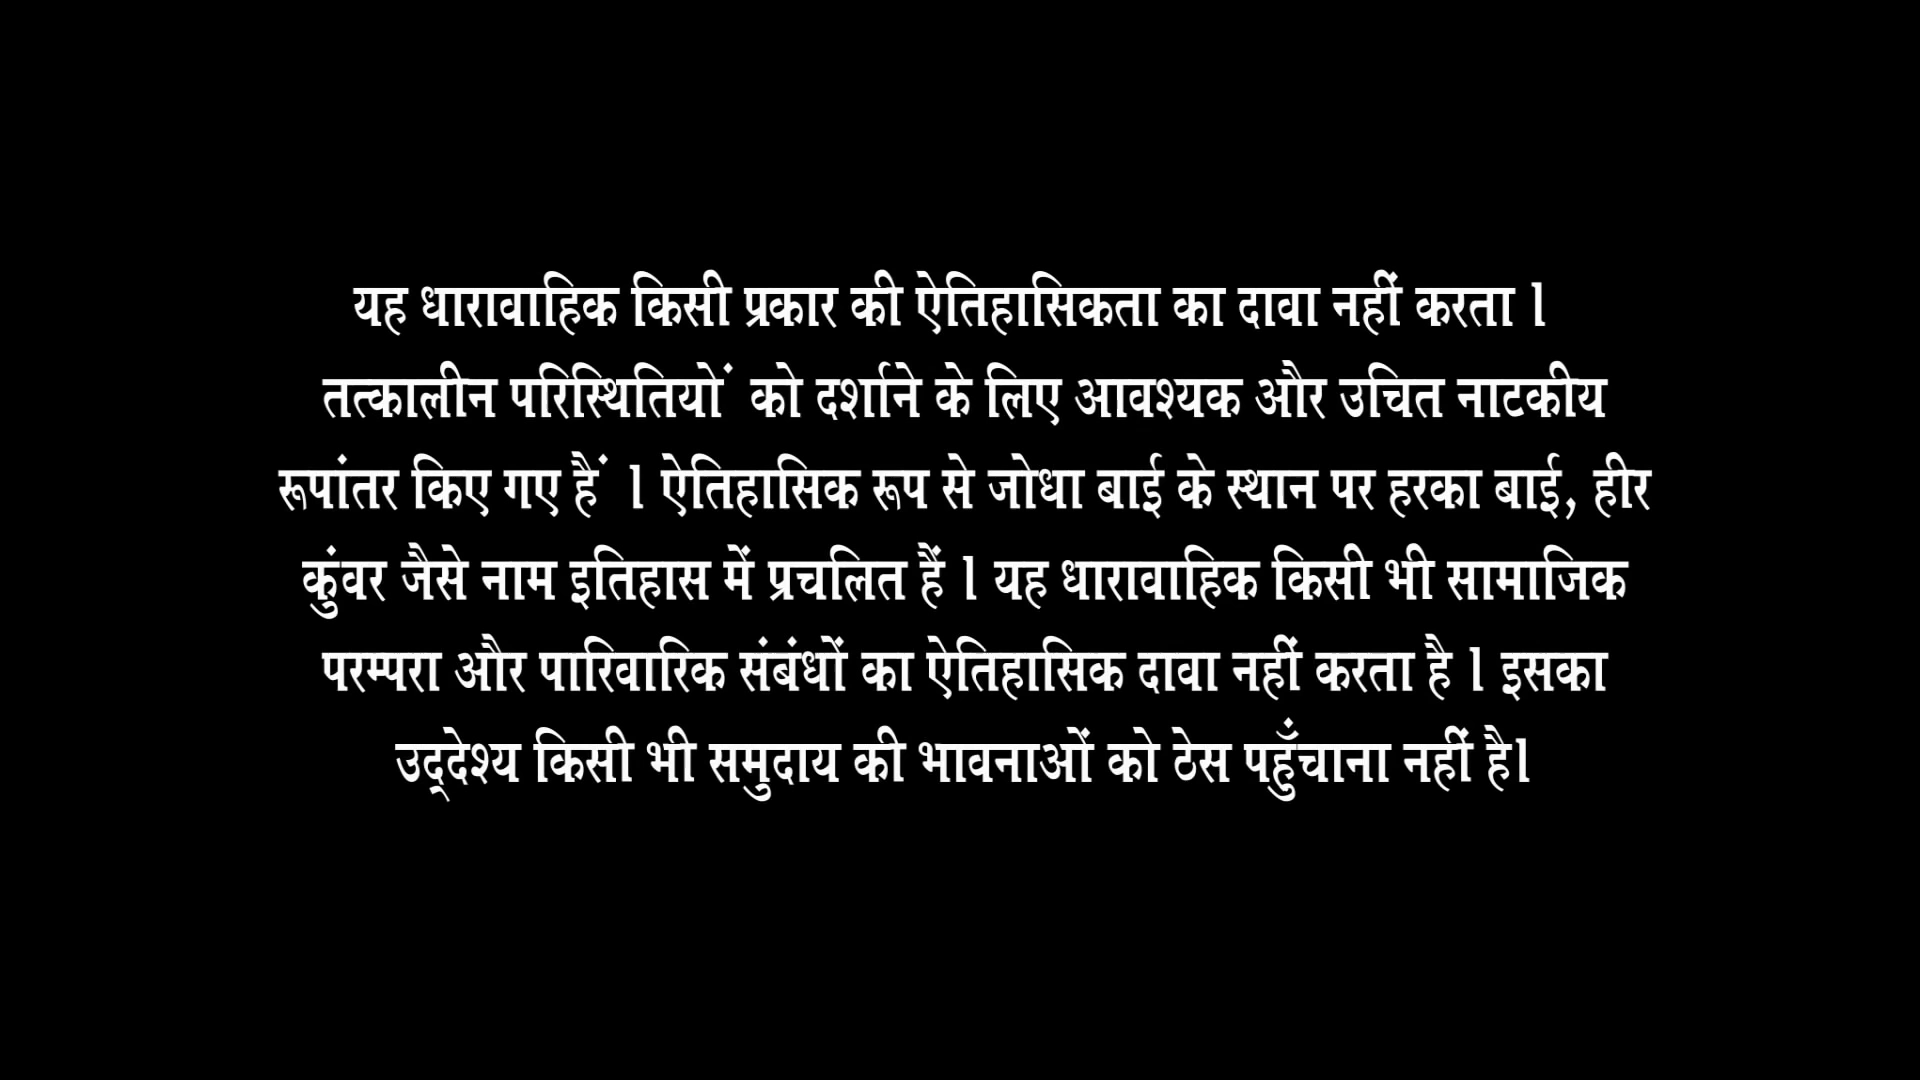 यह धारावाहिक किसी प्रकार की ऐतिहासिकता का दावा नहीं करता ।
तत्कालीन परिस्थितियों को दर्शाने के लिए आवश्यक और उचित नाटकीय
रूपांतर किए गए हैं । ऐतिहासिक रूप से जोधा बाई के स्थान पर हरका बाई, हीर
कुंवर जैसे नाम इतिहास में प्रचलित हैं । यह धारावाहिक किसी भी सामाजिक
परम्परा और पारिवारिक संबंधों का ऐतिहासिक दावा नहीं करता है । इसका
उद्‌देश्य किसी भी समुदाय की भावनाओं को ठेस पहुँचाना नहीं है।